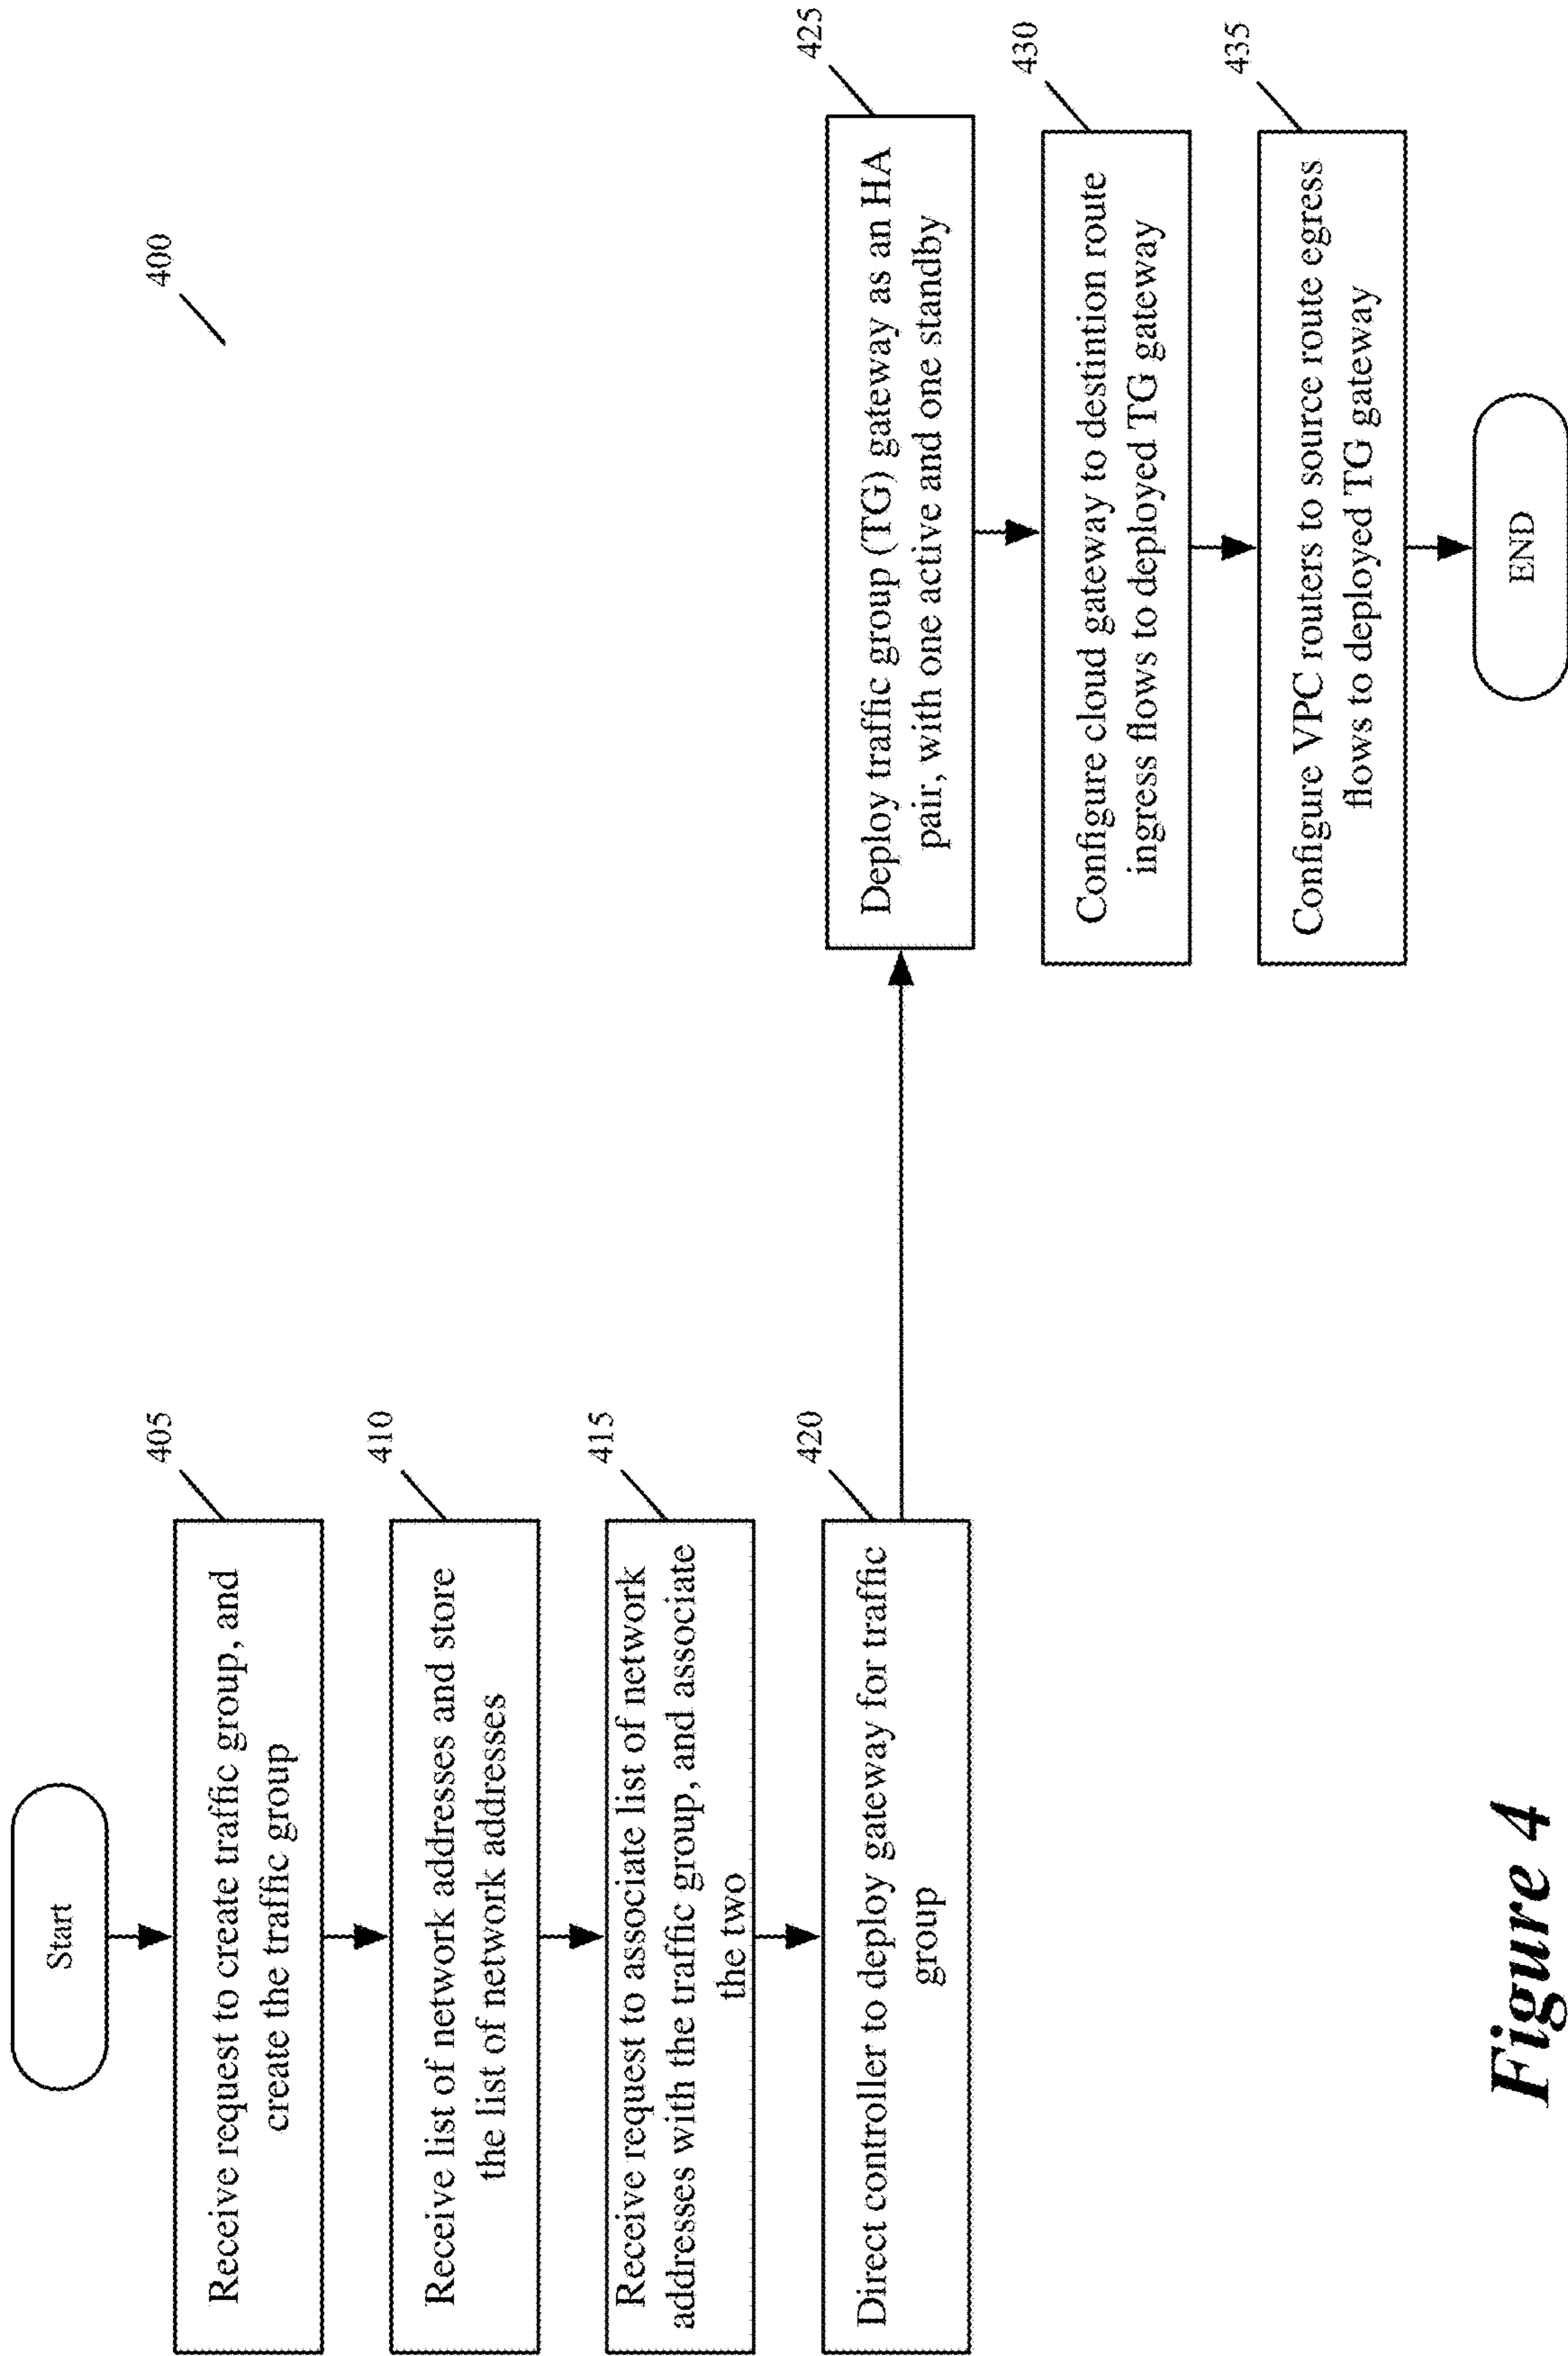 400
Start
405
Receive request to create traffic group, and
create the traffic group
410
Receive list of network addresses and store
the list of network addresses
415
Receive request to associate list of network
addresses with the traffic group, and associate
the two
420
Direct controller to deploy gateway for traffic
group
425
Deploy traffic group (TG) gateway as an HA
pair, with one active and one standby
430
Configure cloud gateway to destintion route
ingress flows to deployed TG gateway
435
Configure VPC routers to source route egress
flows to deployed TG gateway
END
Figure 4